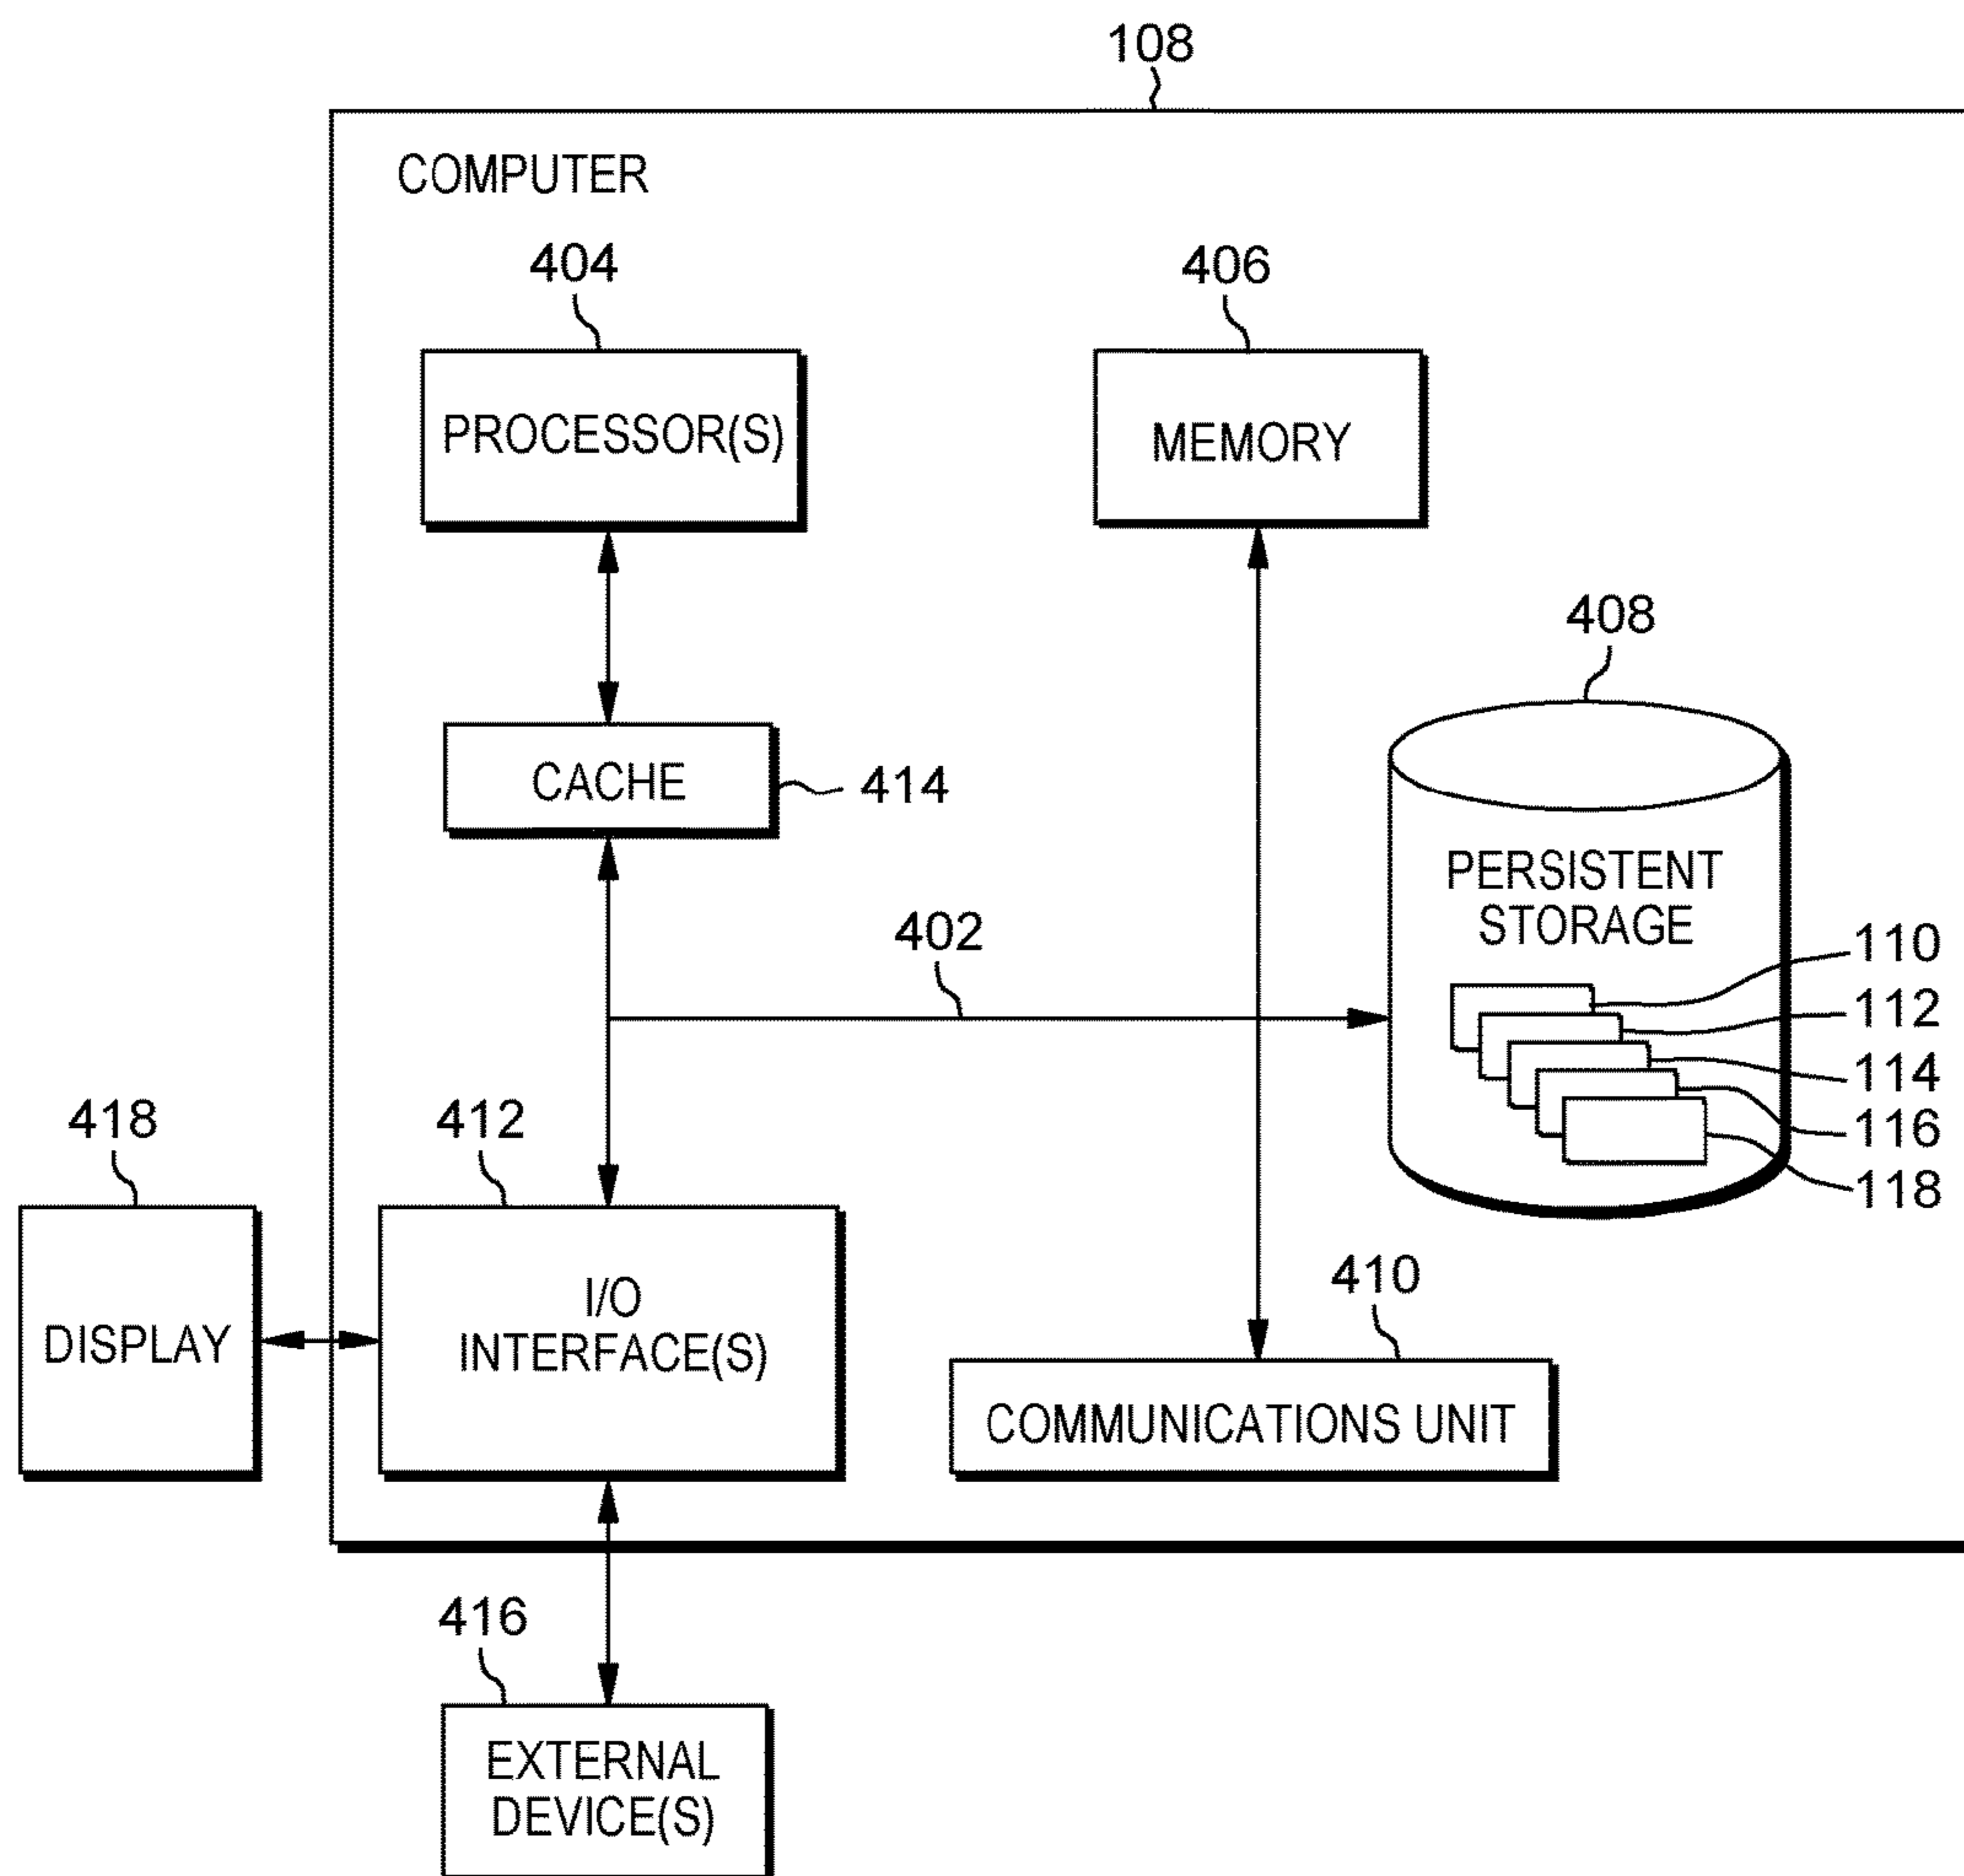 108
COMPUTER
404
406
PROCESSOR(S)
MEMORY
408
CACHE
414
PERSISTENT
STORAGE
402
110
112
114
116
118
418
412
I/O
INTERFACE(S)
DISPLAY
410
COMMUNICATIONS UNIT
416
EXTERNAL
DEVICE(S)